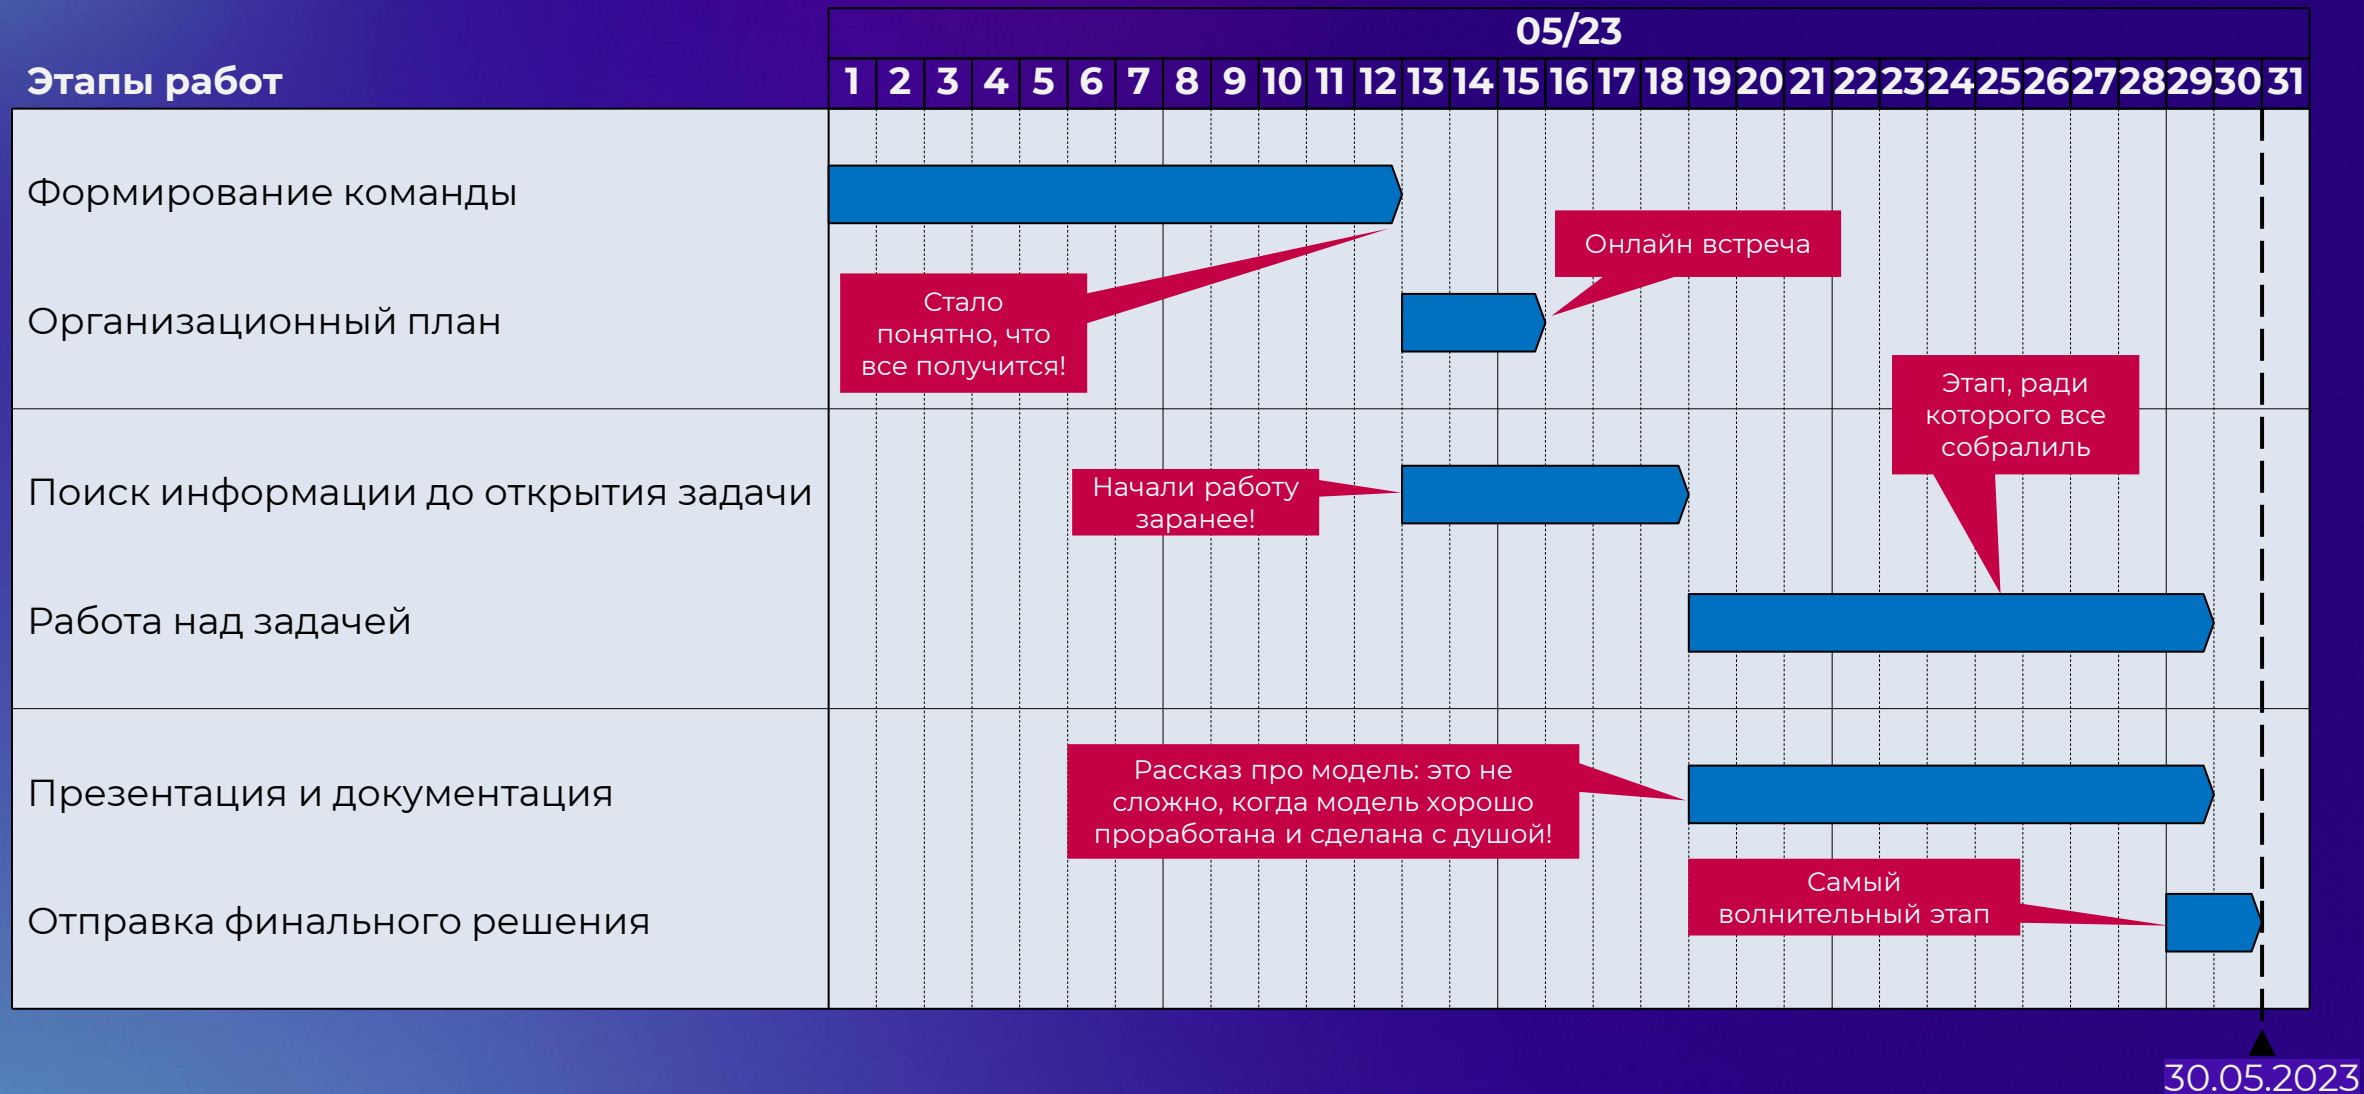 05/23
Этапы работ
1 2 3 4 5 6 7 8 9 10 11 12 13 14 15 16 17 18 19 20 21 22 23 24 25 26 27 28 29 30 31
Формирование команды
Онлайн встреча
Стало
понятно, что
все получится!
Организационный план
Этап, ради
которого все
собралиль
Поиск информации до открытия задачи
Начали работу
заранее!
Работа над задачей
Рассказ про модель: это не
сложно, когда модель хорошо
проработана и сделана с душой!
Презентация и документация
Самый
волнительный этап
Отправка финального решения
30.05.2023